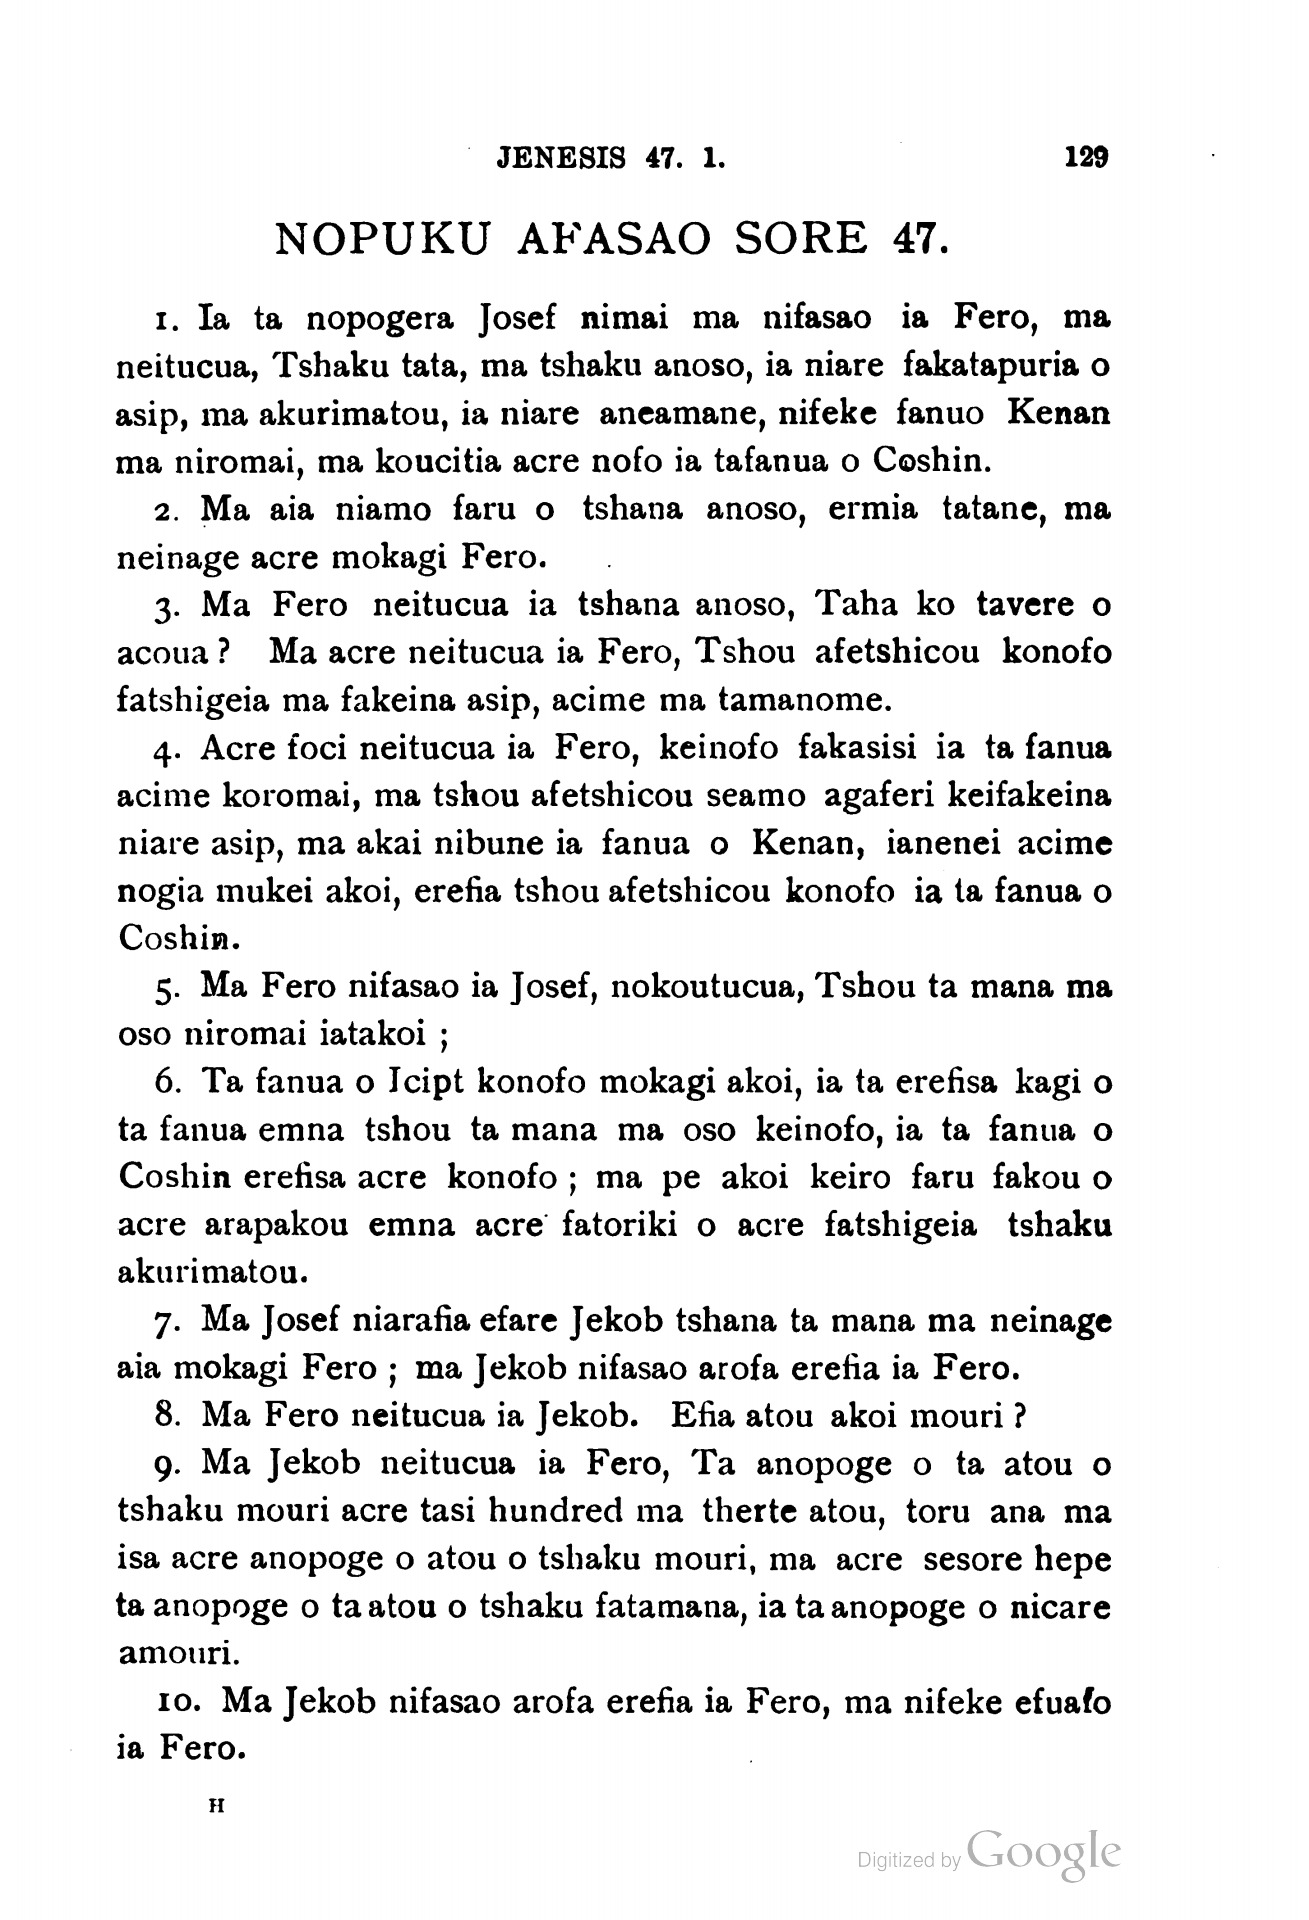 JENESIS 47. 1. 129
NOPUKU AFASAO SORE 47.
1. Ia ta nopogera Josef nimai ma nifasao ia Fero, ma
neitucua, Tshaku tata, ma tshaku anoso, ia niare fakatapuria o
asip, ma akurimatou, ia niare aneamane, nifeke fanuo Kenan
ma niromai, ma koucitia acre nofo ia tafanua o Coshin.
2. Ma aia niamo faru o tshana anoso, ermia tatane, ma
neinage acre mokagi Fero.
3. Ma Fero neitucua ia tshana anoso, Taha ko tavere o
acoua? Ma acre neitucua ia Fero, Tshou afetshicou konofo
fatshigeia ma fakeina asip, acime ma tamanome.
4. Acre foci neitucua ia Fero, keinofo fakasisi ia ta fanua
acime koromai, ma tshou afetshicou seamo agaferi keifakeina
niare asip, ma akai nibune ia fanua o Kenan, ianenei acime
nogia mukei akoi, erefia tshou afetshicou konofo ia ta fanua o
Coshin.
5. Ma Fero nifasao ia Josef, nokoutucua, Tshou ta mana ma
oso niromai iatakoi ;
6. Ta fanua o Icipt konofo mokagi akoi, ia ta erefisa kagi o
ta fanua emna tshou ta mana ma oso keinofo, ia ta fanua o
Coshin erefisa acre konofo ; ma pe akoi keiro faru fakou o
acre arapakou emna acre fatoriki o acre fatshigeia tshaku
akurimatou.
7. Ma Josef niarafia efare Jekob tshana ta mana ma neinage
aia mokagi Fero ; ma Jekob nifasao arofa erefia ia Fero.
8. Ma Fero neitucua ia Jekob. Efia atou akoi mouri ?
9. Ma Jekob neitucua ia Fero, Ta anopoge o ta atou o
tshaku mouri acre tasi hundred ma therte atou, toru ana ma
isa acre anopoge o atou o tshaku mouri, ma acre sesore hepe
ta anopoge o ta atou o tshaku fatamana, ia ta anopoge o nicare
amouri.
10. Ma Jekob nifasao arofa erefia ia Fero, ma nifeke efuafo
ia Fero.
H
Digitized by Google